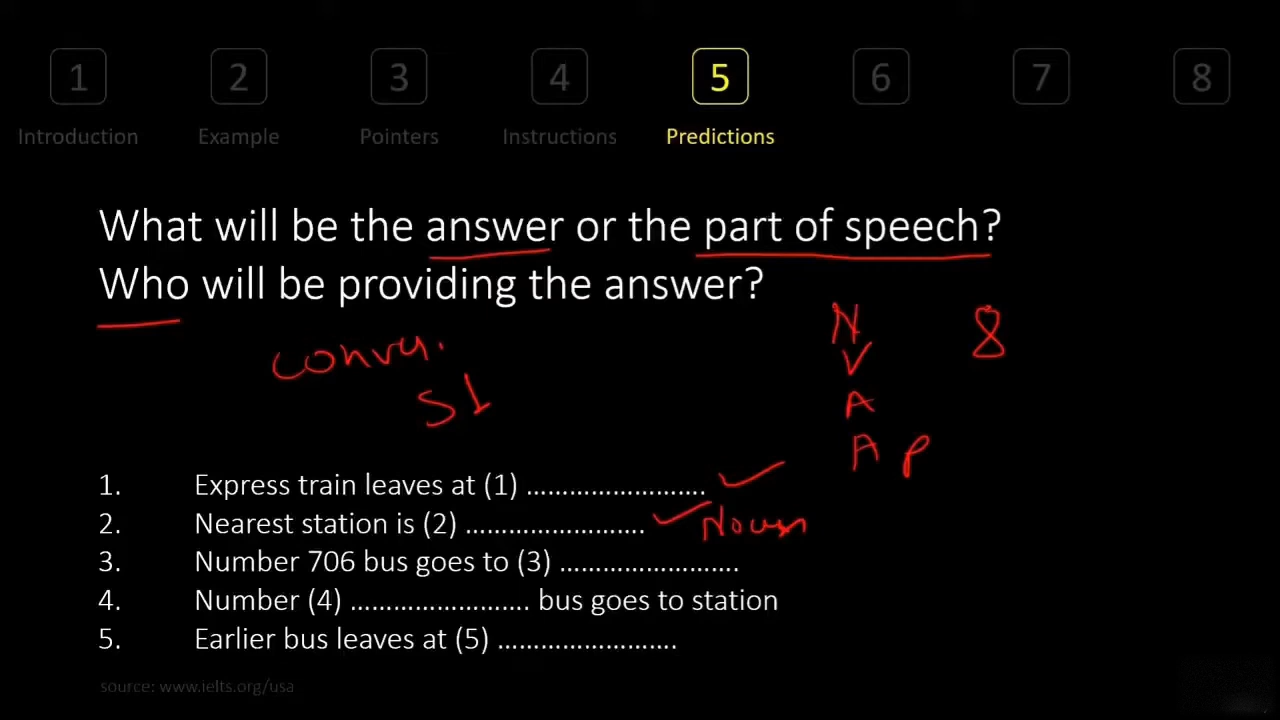 1 2 3 4 5 6 7 8
Introduction Example Pointers Instructions Predictions
What will be the answer or the part of speech?
Who will be providing the answer?
N 8
V
conver.
S1
A
A P
1. Express train leaves at (1) ……………………. 
2. Nearest station is (2) ……………………. Noun
3. Number 706 bus goes to (3) …………………….
4. Number (4) ……………………. bus goes to station
5. Earlier bus leaves at (5) …………………….
source: www.ielts.org/usa